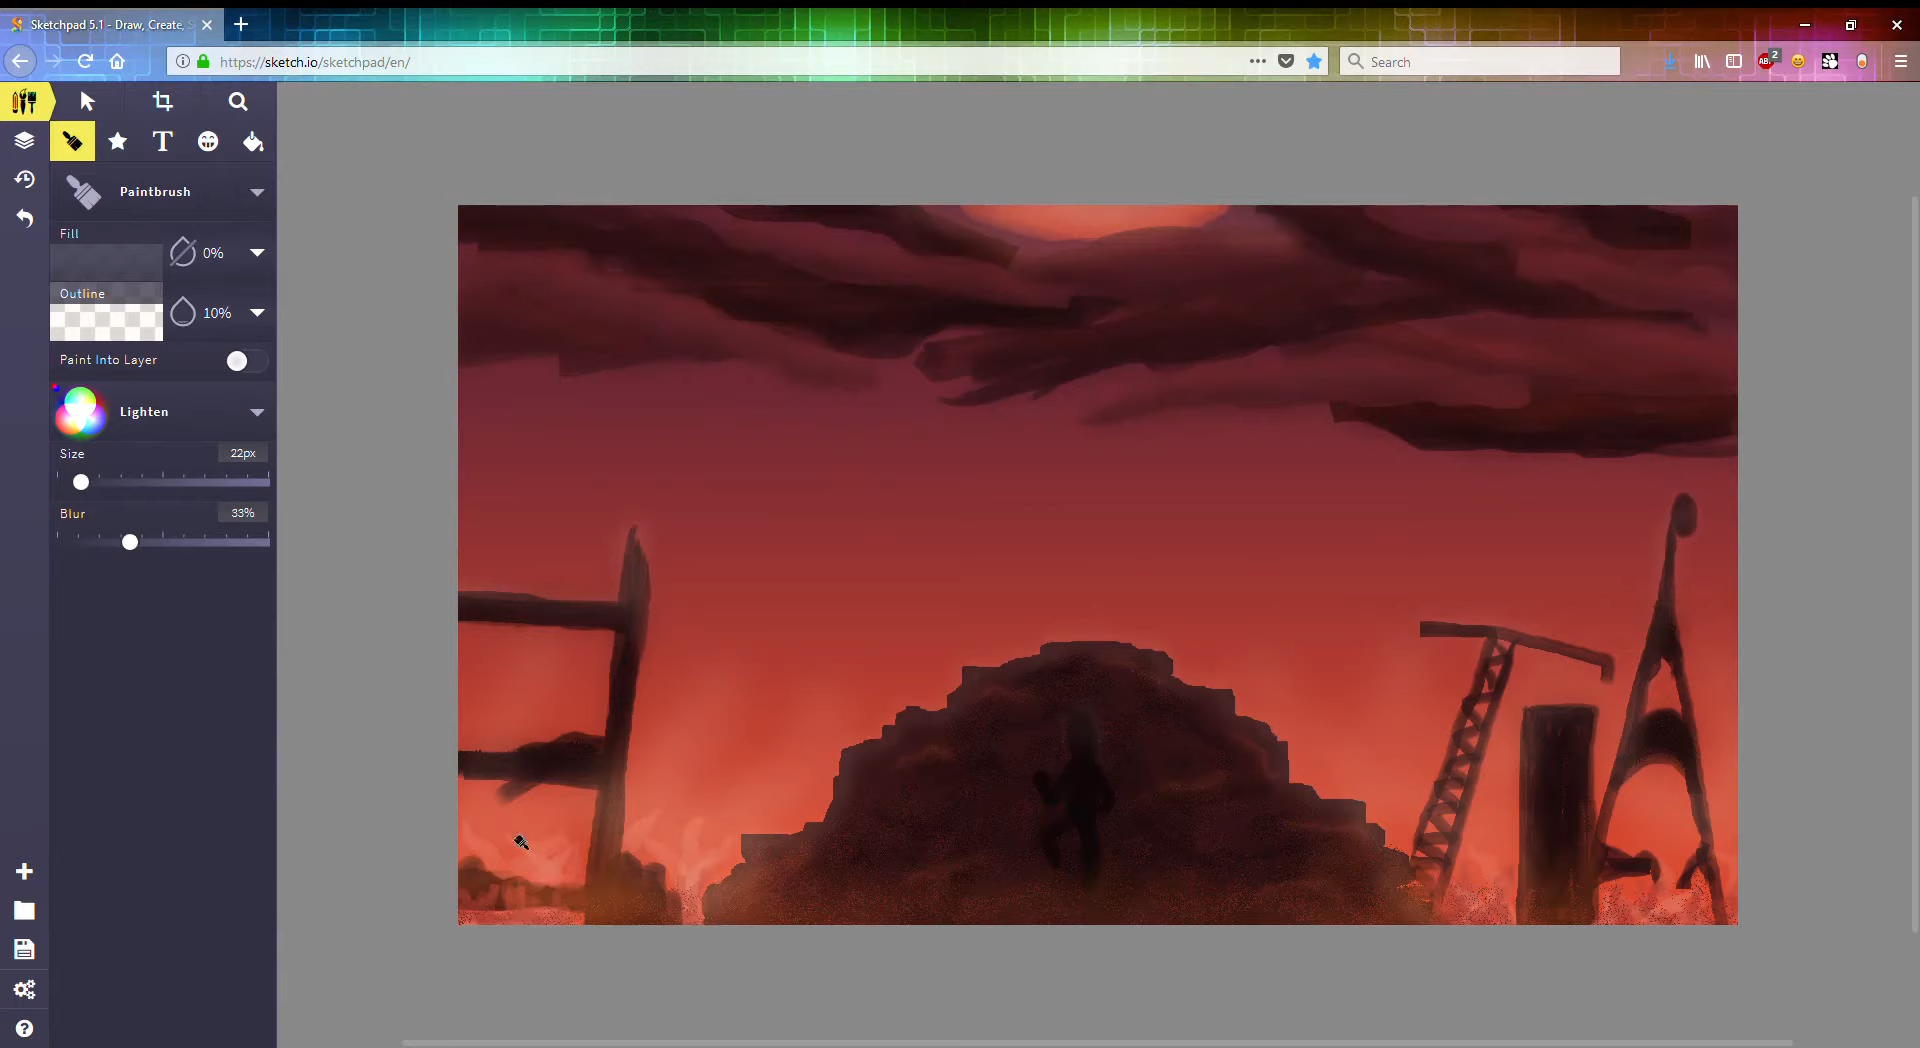 Sketchpad 5.1 - Draw, Create, S
https://sketch.io/sketchpad/en/
Search
2
T
Paintbrush
Fill
0%
Outline
10%
Paint Into Layer
Lighten
Size
22px
Blur
33%